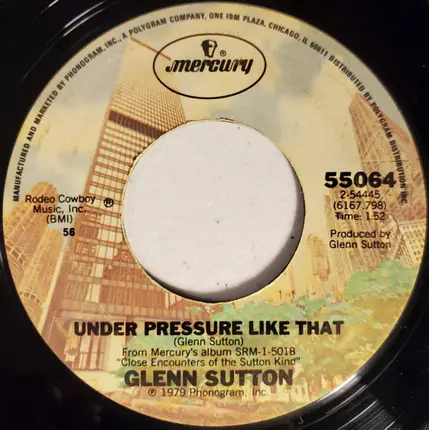 MANUFACTURED AND MARKETED BY PHONOGRAM, INC., A POLYGRAM COMPANY, ONE IBM PLAZA, CHICAGO, IL 60611 DISTRIBUTED BY POLYGRAM DISTRIBUTION, INC.
mercury®
Rodeo Cowboy ®
Music, Inc.
(BMI)
56
55064
2-54445
(6167.798)
Time: 1:52
Produced by
Glenn Sutton
UNDER PRESSURE LIKE THAT
(Glenn Sutton)
From Mercury's album SRM-1-5018
"Close Encounters of the Sutton Kind"
GLENN SUTTON
℗ 1979 Phonogram, Inc.